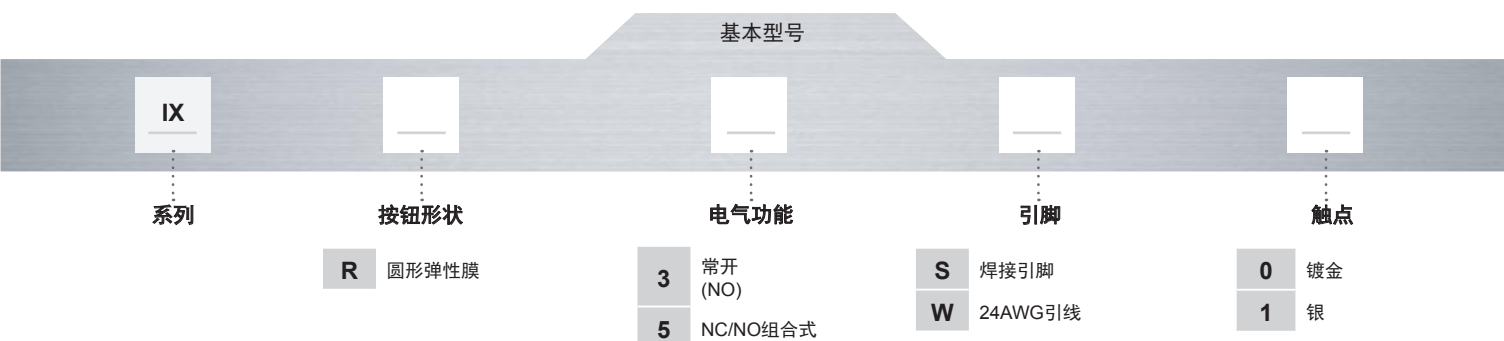 基本型号
IX
系列
按钮形状
电气功能
引脚
触点
R 圆形弹性膜
3 常开
(NO)
5 NC/NO组合式
S 焊接引脚
W 24AWG引线
0 镀金
1 银